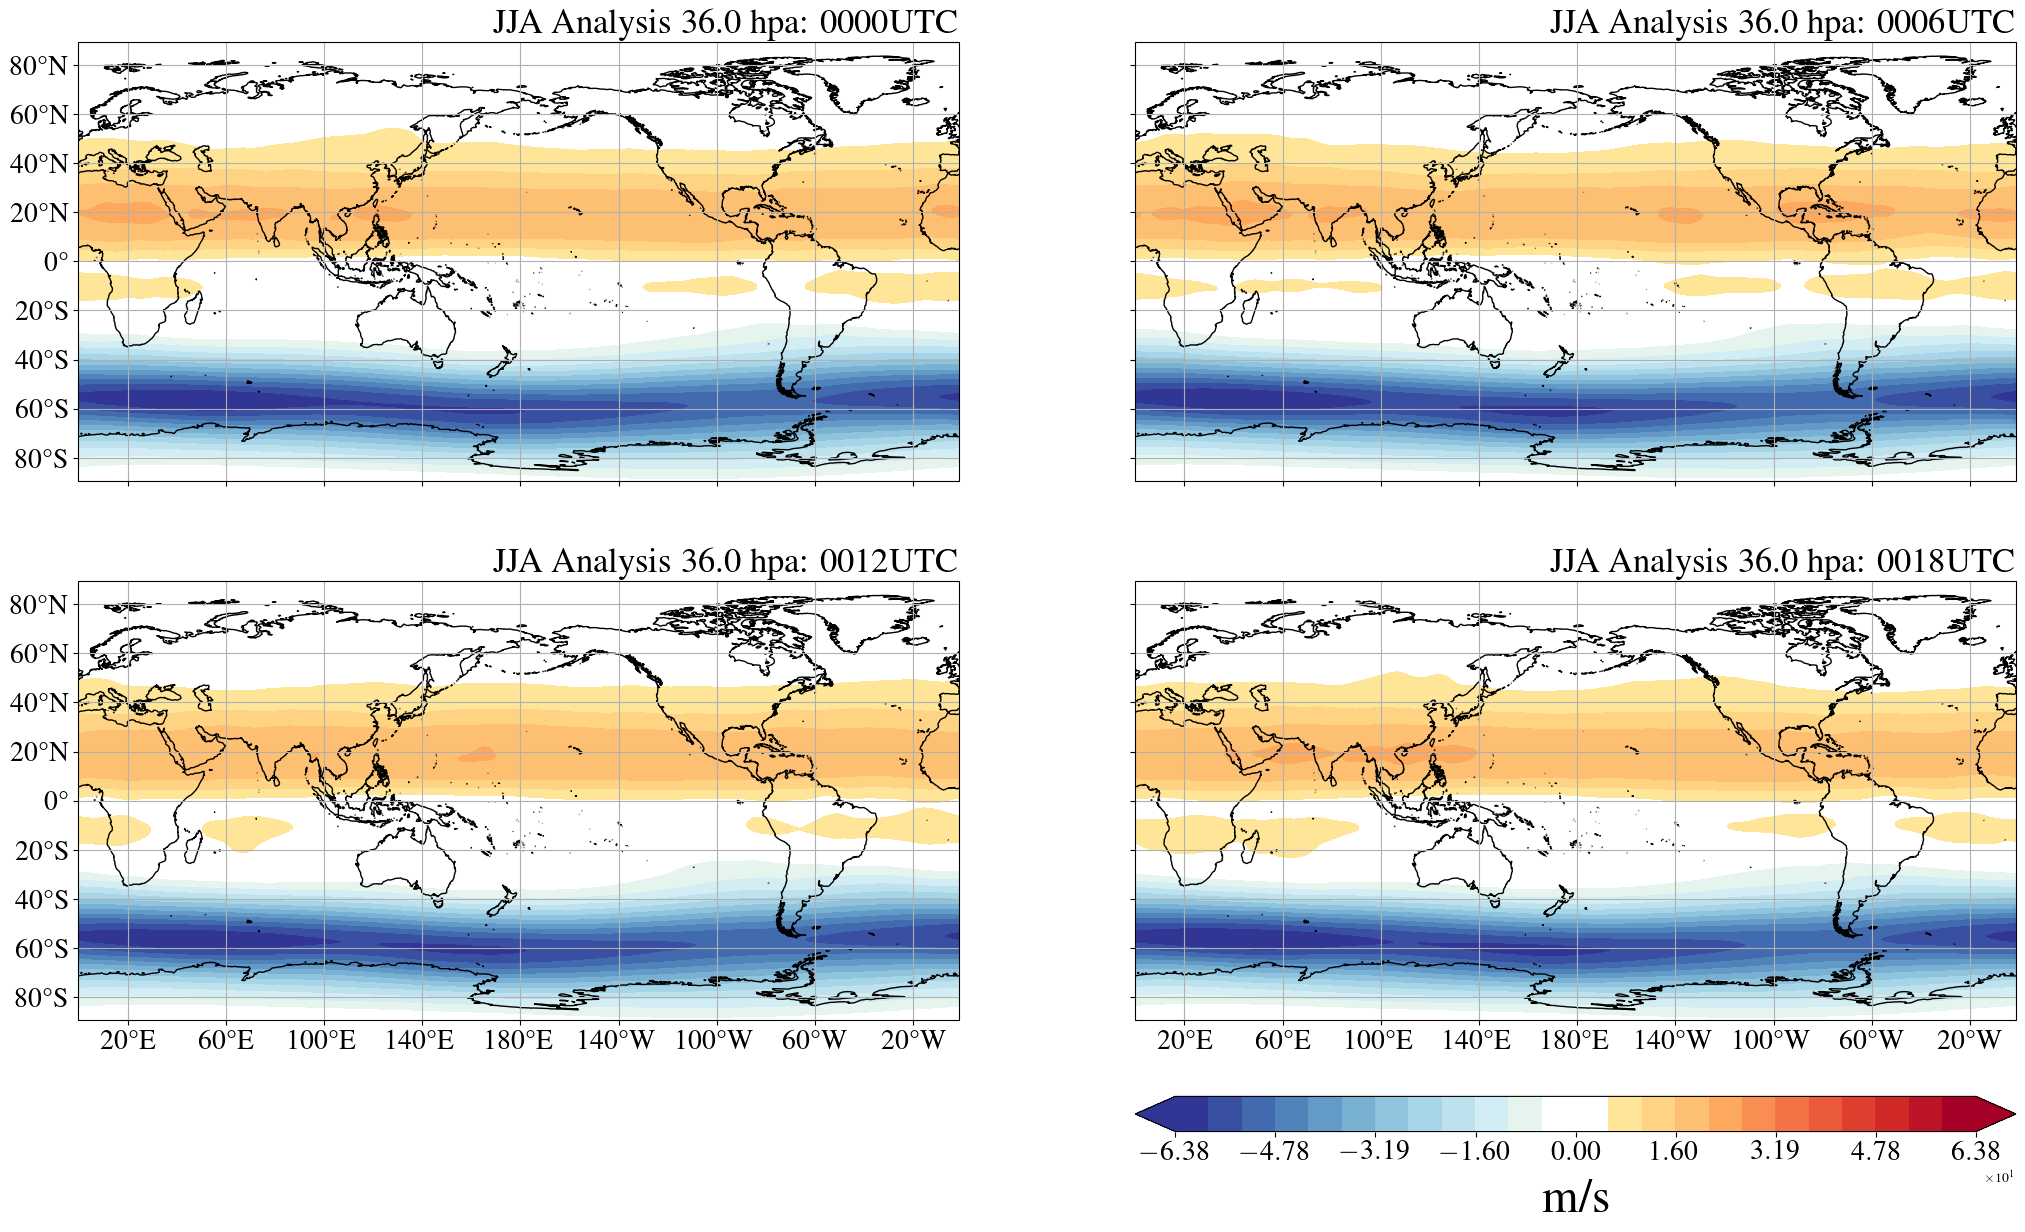 JJA Analysis 36.0 hpa: 0000UTC
JJA Analysis 36.0 hpa: 0006UTC
80°N
60°N
40°N
20°N
0°
20°S
40°S
60°S
80°S
JJA Analysis 36.0 hpa: 0012UTC
JJA Analysis 36.0 hpa: 0018UTC
80°N
60°N
40°N
20°N
0°
20°S
40°S
60°S
80°S
20°E 60°E 100°E 140°E 180°E 140°W 100°W 60°W 20°W
20°E 60°E 100°E 140°E 180°E 140°W 100°W 60°W 20°W
−6.38 −4.78 −3.19 −1.60 0.00 1.60 3.19 4.78 6.38
×10¹
m/s